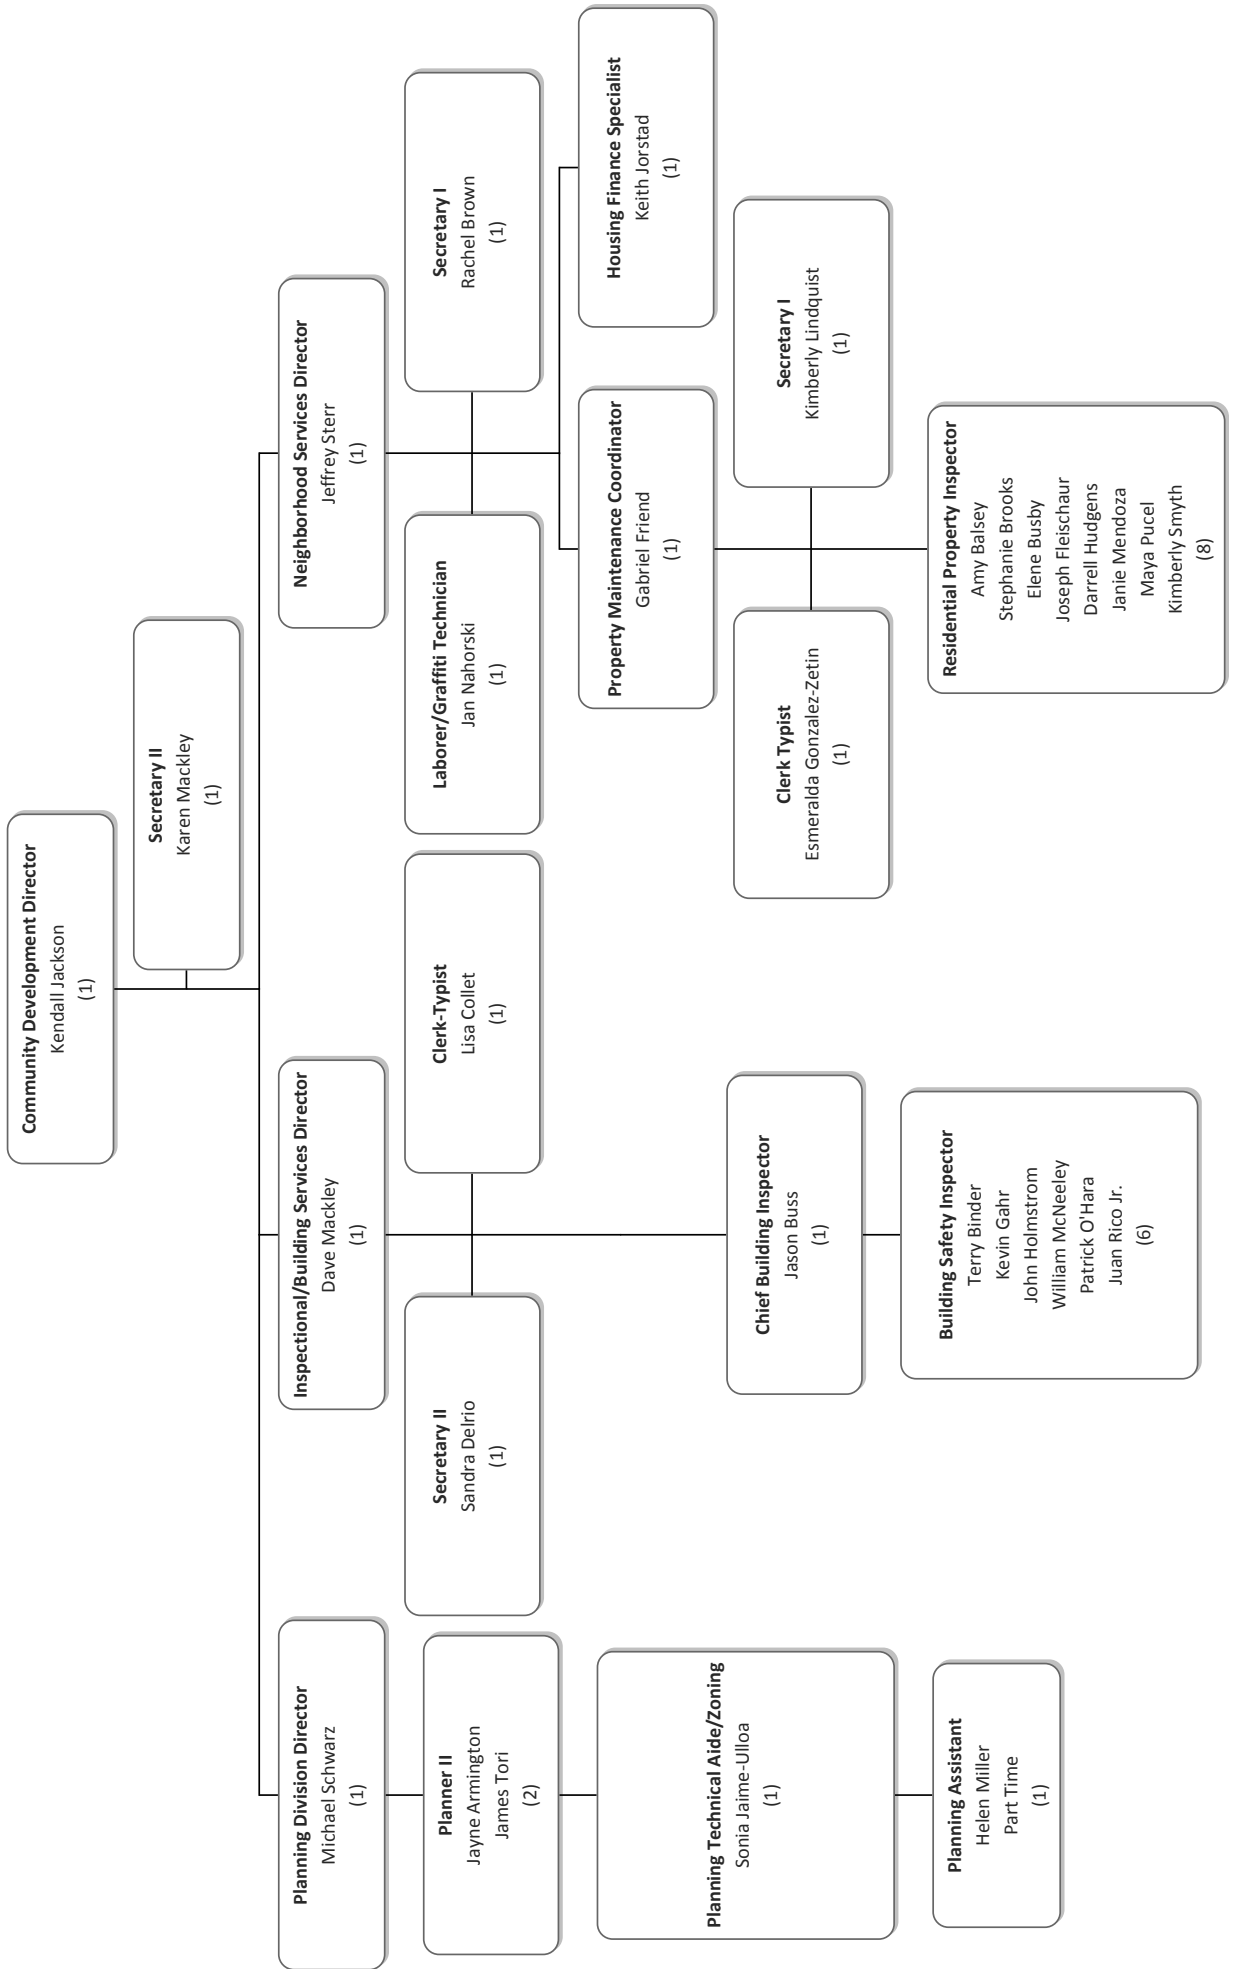 Community Development Director
Kendall Jackson
(1)
Secretary II
Karen Mackley
(1)
Planning Division Director
Michael Schwarz
(1)
Inspectional/Building Services Director
Dave Mackley
(1)
Neighborhood Services Director
Jeffrey Sterr
(1)
Planner II
Jayne Armington
James Tori
(2)
Secretary II
Sandra Delrio
(1)
Clerk-Typist
Lisa Collet
(1)
Laborer/Graffiti Technician
Jan Nahorski
(1)
Secretary I
Rachel Brown
(1)
Planning Technical Aide/Zoning
Sonia Jaime-Ulloa
(1)
Property Maintenance Coordinator
Gabriel Friend
(1)
Housing Finance Specialist
Keith Jorstad
(1)
Chief Building Inspector
Jason Buss
(1)
Clerk Typist
Esmeralda Gonzalez-Zetin
(1)
Secretary I
Kimberly Lindquist
(1)
Planning Assistant
Helen Miller
Part Time
(1)
Building Safety Inspector
Terry Binder
Kevin Gahr
John Holmstrom
William McNeeley
Patrick O'Hara
Juan Rico Jr.
(6)
Residential Property Inspector
Amy Balsey
Stephanie Brooks
Elene Busby
Joseph Fleischaur
Darrell Hudgens
Janie Mendoza
Maya Pucel
Kimberly Smyth
(8)